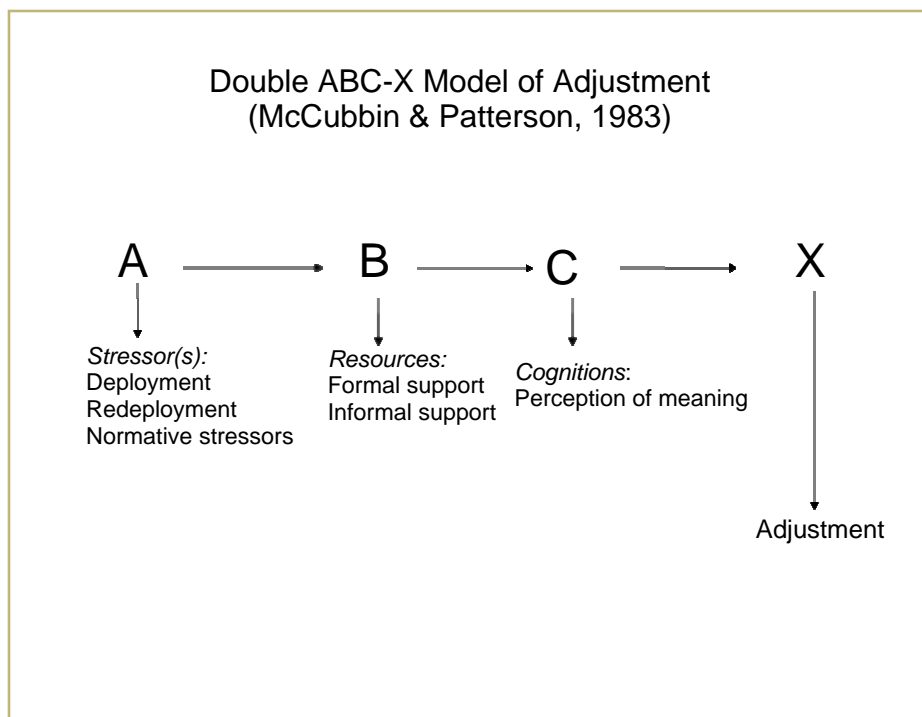 Double ABC-X Model of Adjustment
(McCubbin & Patterson, 1983)
A
B
C
X
Stressor(s):
Deployment
Redeployment
Normative stressors
Resources:
Formal support
Informal support
Cognitions:
Perception of meaning
Adjustment